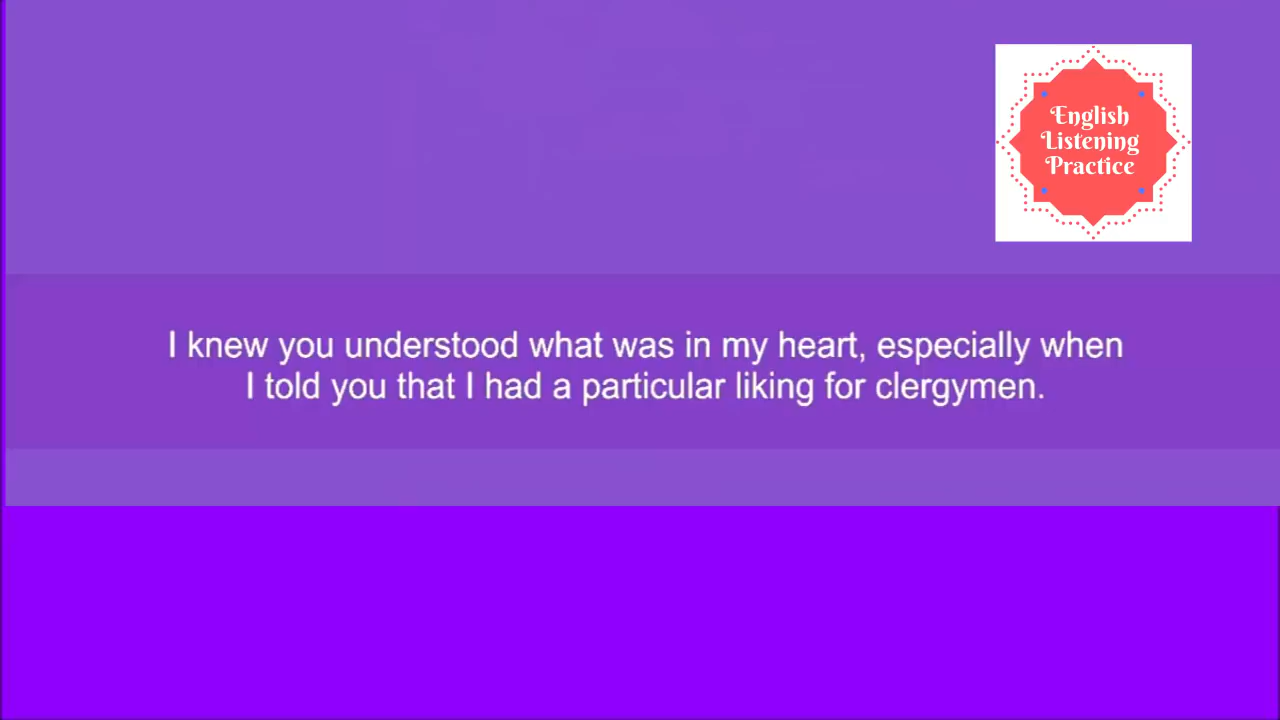 English
Listening
Practice
I knew you understood what was in my heart, especially when
I told you that I had a particular liking for clergymen.